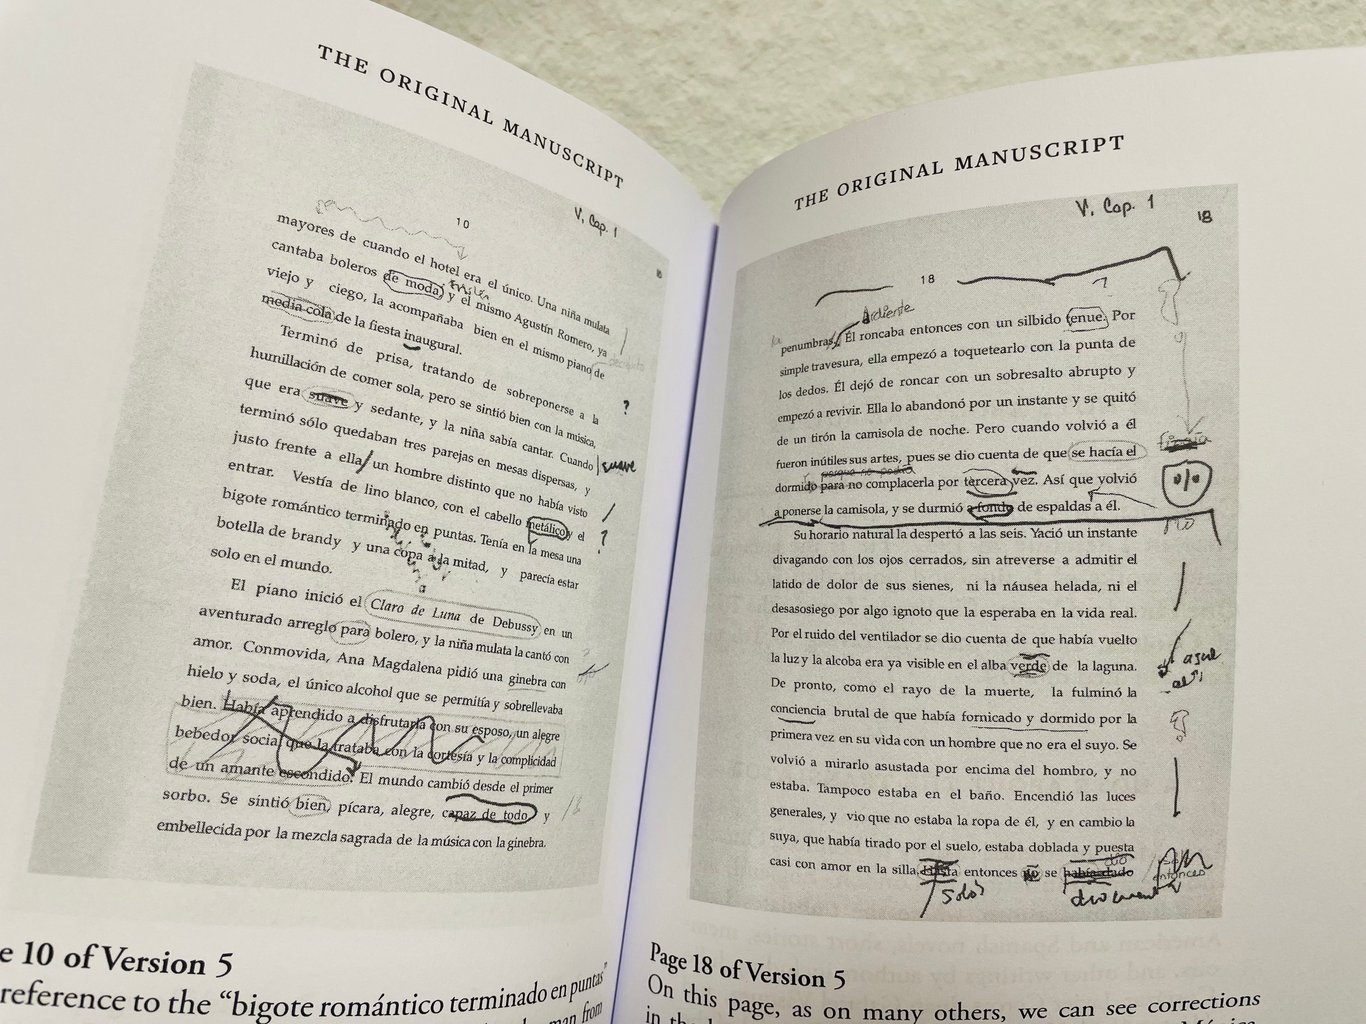 THE ORIGINAL MANUSCRIPT
10
V, Cap. 1
mayores de cuando el hotel era el único. Una niña mulata
cantaba boleros de moda, y el mismo Agustín Romero, ya
viejo y ciego, la acompañaba bien en el mismo piano de
media cola de la fiesta inaugural.
Terminó de prisa, tratando de sobreponerse a la
?
humillación de comer sola, pero se sintió bien con la música,
que era suave y sedante, y la niña sabía cantar. Cuando
suave
terminó sólo quedaban tres parejas en mesas dispersas, y
justo frente a ella, un hombre distinto que no había visto
entrar. Vestía de lino blanco, con el cabello metálico y el
?
bigote romántico terminado en puntas. Tenía en la mesa una
botella de brandy y una copa a la mitad, y parecía estar
solo en el mundo.
El piano inició el Claro de Luna de Debussy en un
aventurado arreglo para bolero, y la niña mulata la cantó con
amor. Conmovida, Ana Magdalena pidió una ginebra con
hielo y soda, el único alcohol que se permitía y sobrellevaba
bien. Había aprendido a disfrutarla con su esposo, un alegre
bebedor social que la trataba con la cortesía y la complicidad
de un amante escondido. El mundo cambió desde el primer
sorbo. Se sintió bien, pícara, alegre, capaz de todo, y
embellecida por la mezcla sagrada de la música con la ginebra.
e 10 of Version 5
reference to the “bigote romántico terminado en puntas”
man from
THE ORIGINAL MANUSCRIPT
V, Cap. 1
18
18
Ardiente
penumbras. Él roncaba entonces con un silbido tenue. Por
simple travesura, ella empezó a toquetearlo con la punta de
los dedos. Él dejó de roncar con un sobresalto abrupto y
empezó a revivir. Ella lo abandonó por un instante y se quitó
de un tirón la camisola de noche. Pero cuando volvió a él
fueron inútiles sus artes, pues se dio cuenta de que se hacía el
porque no podía
dormido para no complacerla por tercera vez. Así que volvió
a ponerse la camisola, y se durmió a fondo de espaldas a él.
Su horario natural la despertó a las seis. Yació un instante
divagando con los ojos cerrados, sin atreverse a admitir el
latido de dolor de sus sienes, ni la náusea helada, ni el
desasosiego por algo ignoto que la esperaba en la vida real.
Por el ruido del ventilador se dio cuenta de que había vuelto
la luz y la alcoba era ya visible en el alba verde de la laguna.
azul
De pronto, como el rayo de la muerte, la fulminó la
conciencia brutal de que había fornicado y dormido por la
primera vez en su vida con un hombre que no era el suyo. Se
volvió a mirarlo asustada por encima del hombro, y no
estaba. Tampoco estaba en el baño. Encendió las luces
generales, y vio que no estaba la ropa de él, y en cambio la
suya, que había tirado por el suelo, estaba doblada y puesta
casi con amor en la silla. Hasta entonces no se había dado
dio
entonces
Sólo
dio cuenta
Page 18 of Version 5
On this page, as on many others, we can see corrections